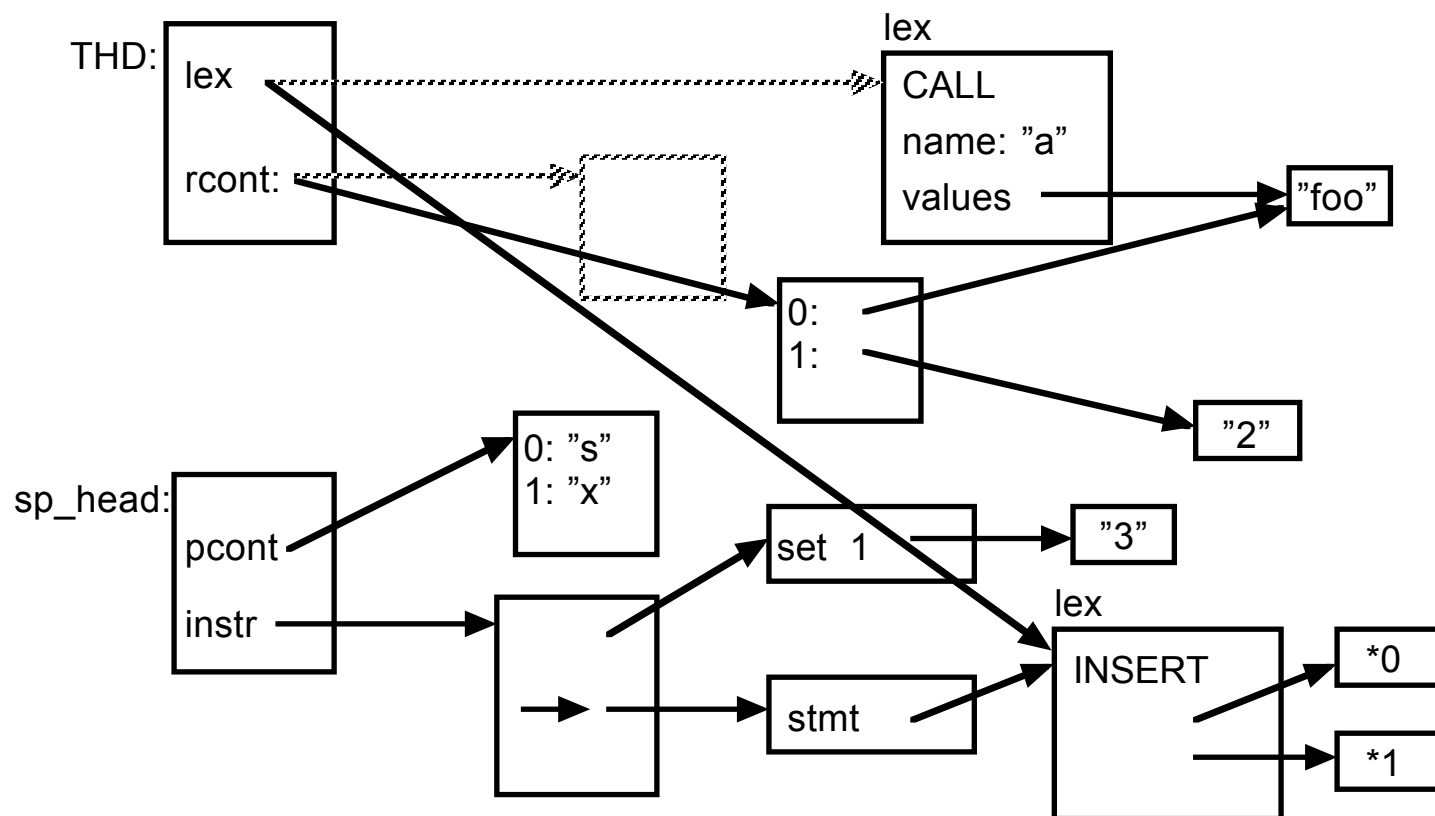 lex
THD:
lex
CALL
name: ”a”
rcont:
values
”foo”
0:
1:
”2”
0: ”s”
1: ”x”
sp_head:
pcont
set 1
”3”
instr
lex
INSERT
*0
stmt
*1